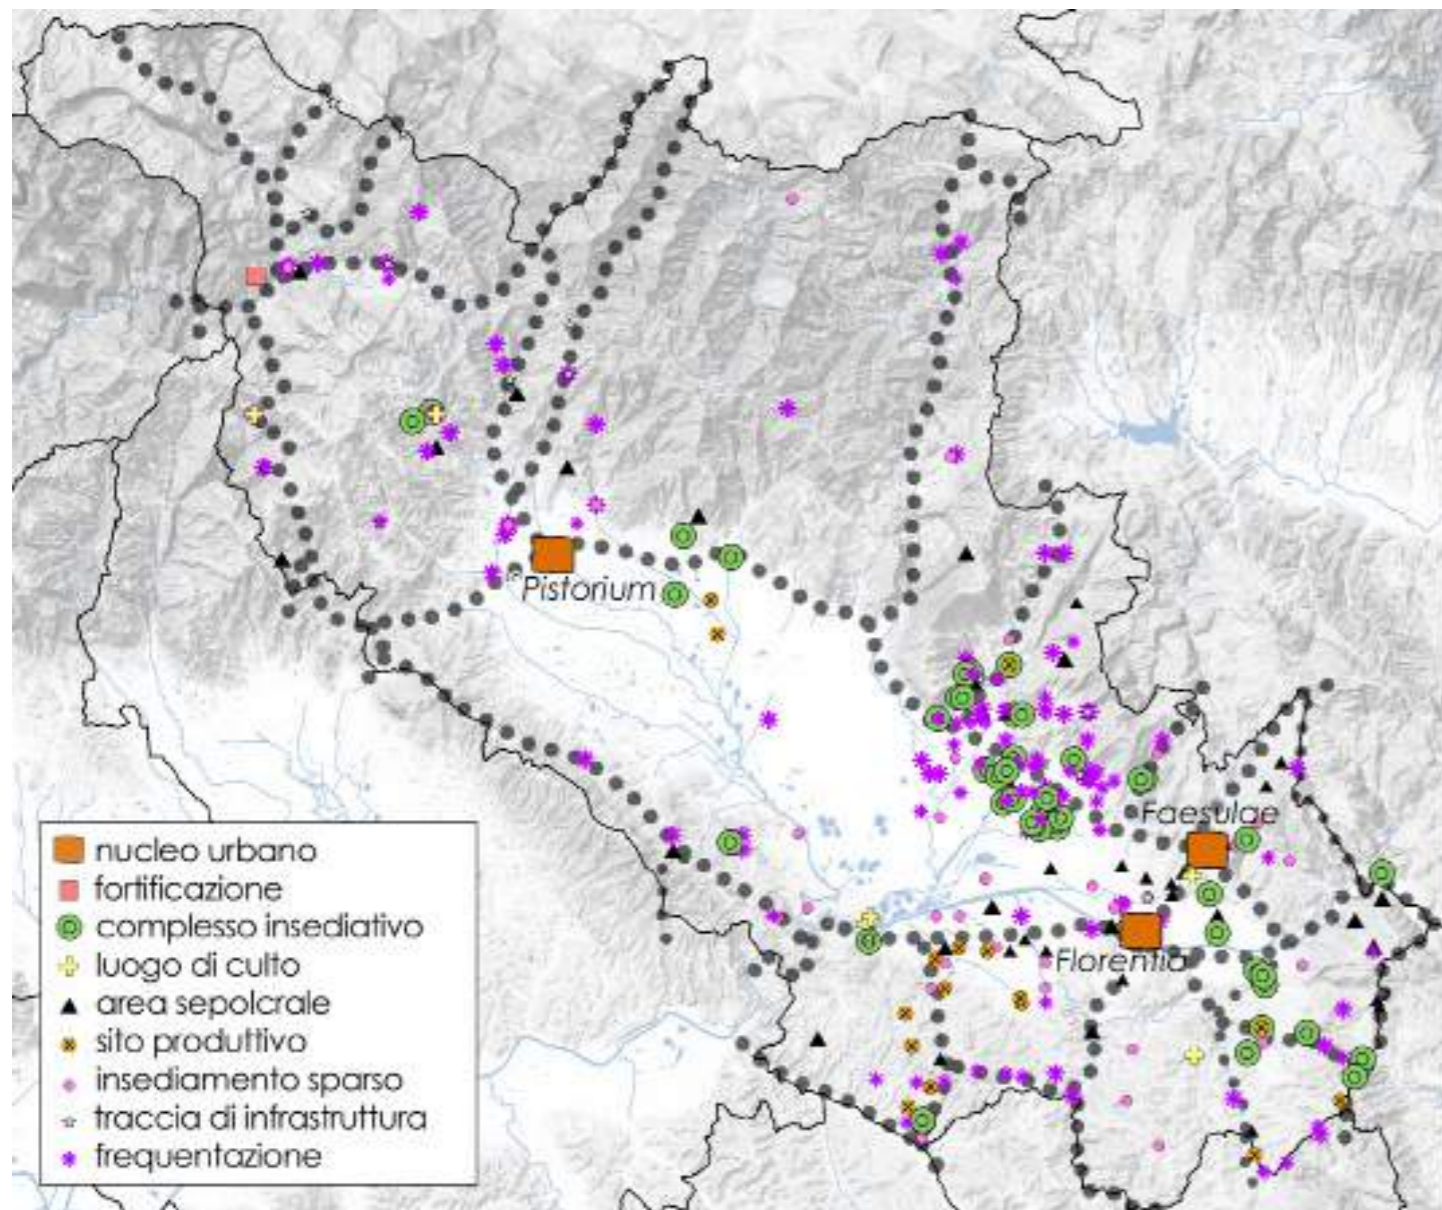 Pistorium
Faesulae
Florentia
nucleo urbano
fortificazione
complesso insediativo
luogo di culto
area sepolcrale
sito produttivo
insediamento sparso
traccia di infrastruttura
frequentazione